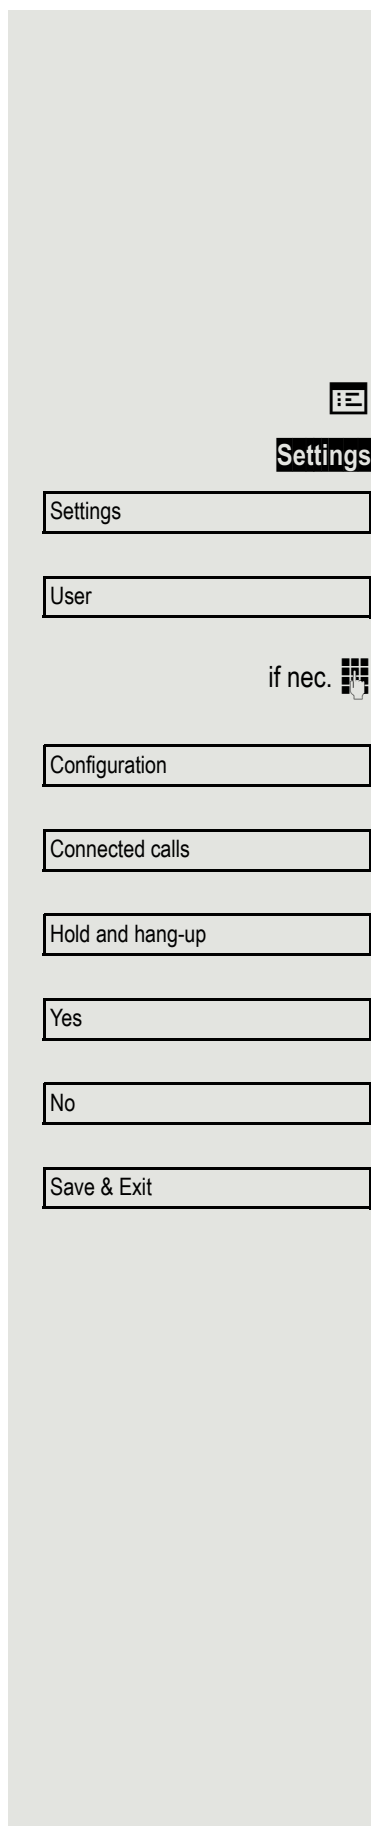 Settings
Settings
User
if nec.
Configuration
Connected calls
Hold and hang-up
Yes
No
Save & Exit